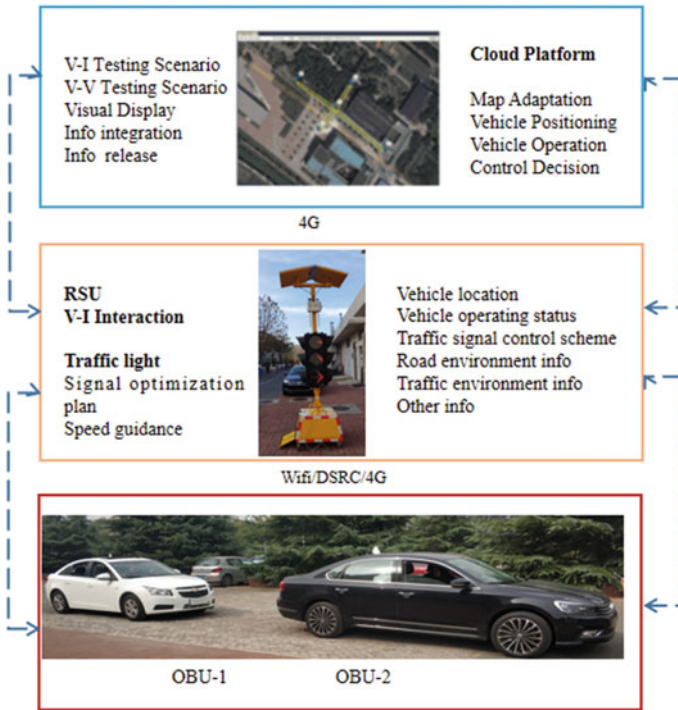 V-I Testing Scenario
V-V Testing Scenario
Visual Display
Info integration
Info release
Cloud Platform
Map Adaptation
Vehicle Positioning
Vehicle Operation
Control Decision
4G
RSU
V-I Interaction
Traffic light
Signal optimization
plan
Speed guidance
Vehicle location
Vehicle operating status
Traffic signal control scheme
Road environment info
Traffic environment info
Other info
Wifi/DSRC/4G
OBU-1
OBU-2